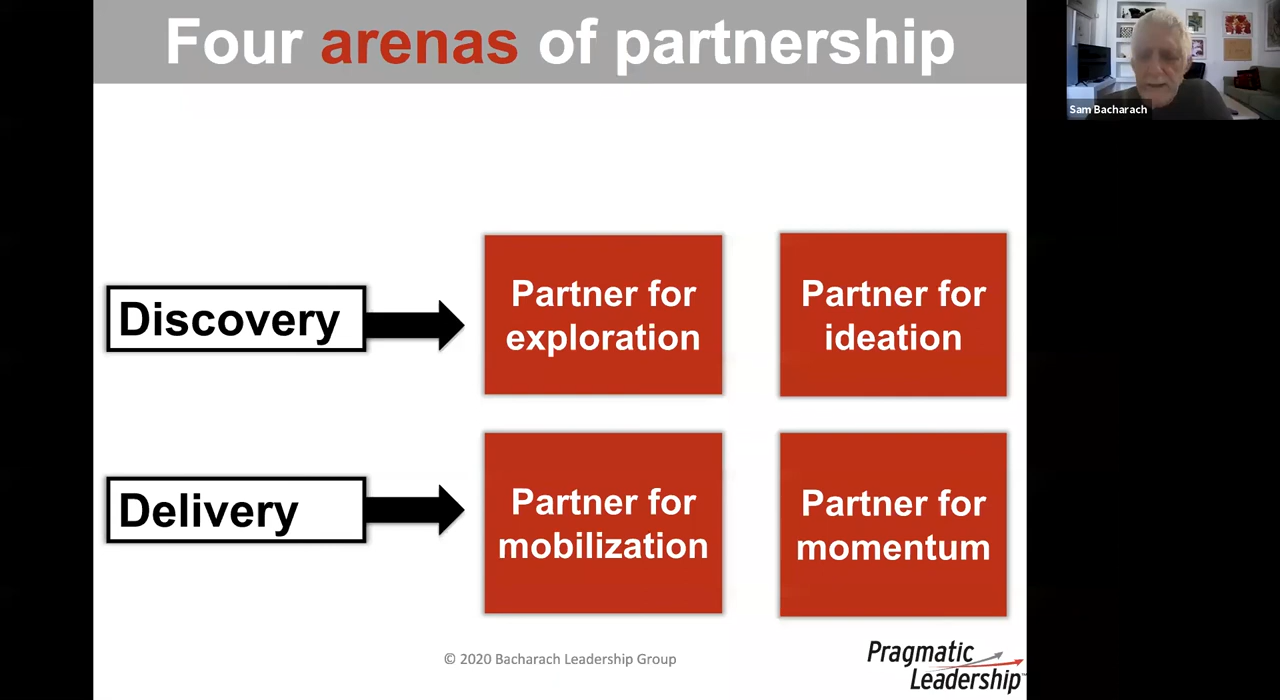 Four arenas of partnership
Sam Bacharach
Discovery
Partner for
exploration
Partner for
ideation
Delivery
Partner for
mobilization
Partner for
momentum
© 2020 Bacharach Leadership Group
Pragmatic
Leadership™